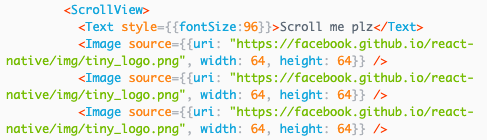 <ScrollView>
<Text style={{fontSize:96}}>Scroll me plz</Text>
<Image source={{uri: "https://facebook.github.io/react-
native/img/tiny_logo.png", width: 64, height: 64}} />
<Image source={{uri: "https://facebook.github.io/react-
native/img/tiny_logo.png", width: 64, height: 64}} />
<Image source={{uri: "https://facebook.github.io/react-
native/img/tiny_logo.png", width: 64, height: 64}} />